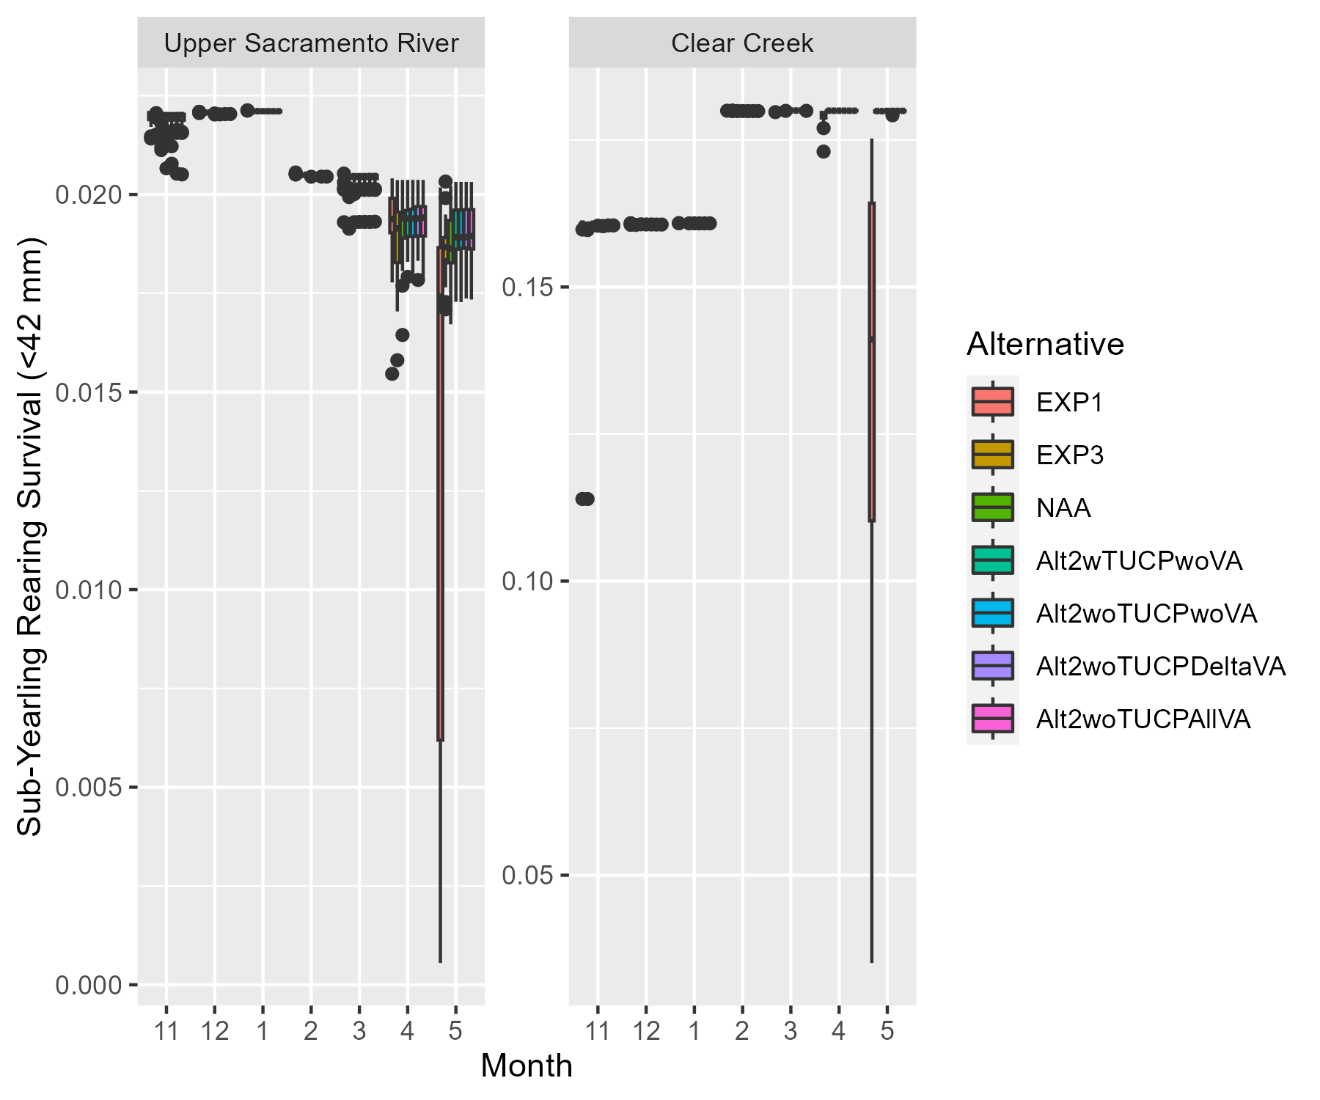 Upper Sacramento River
Clear Creek
Sub-Yearling Rearing Survival (<42 mm)
0.020
0.015
0.010
0.005
0.000
0.15
0.10
0.05
11 12 1 2 3 4 5
11 12 1 2 3 4 5
Month
Alternative
EXP1
EXP3
NAA
Alt2wTUCPwoVA
Alt2woTUCPwoVA
Alt2woTUCPDeltaVA
Alt2woTUCPAllVA